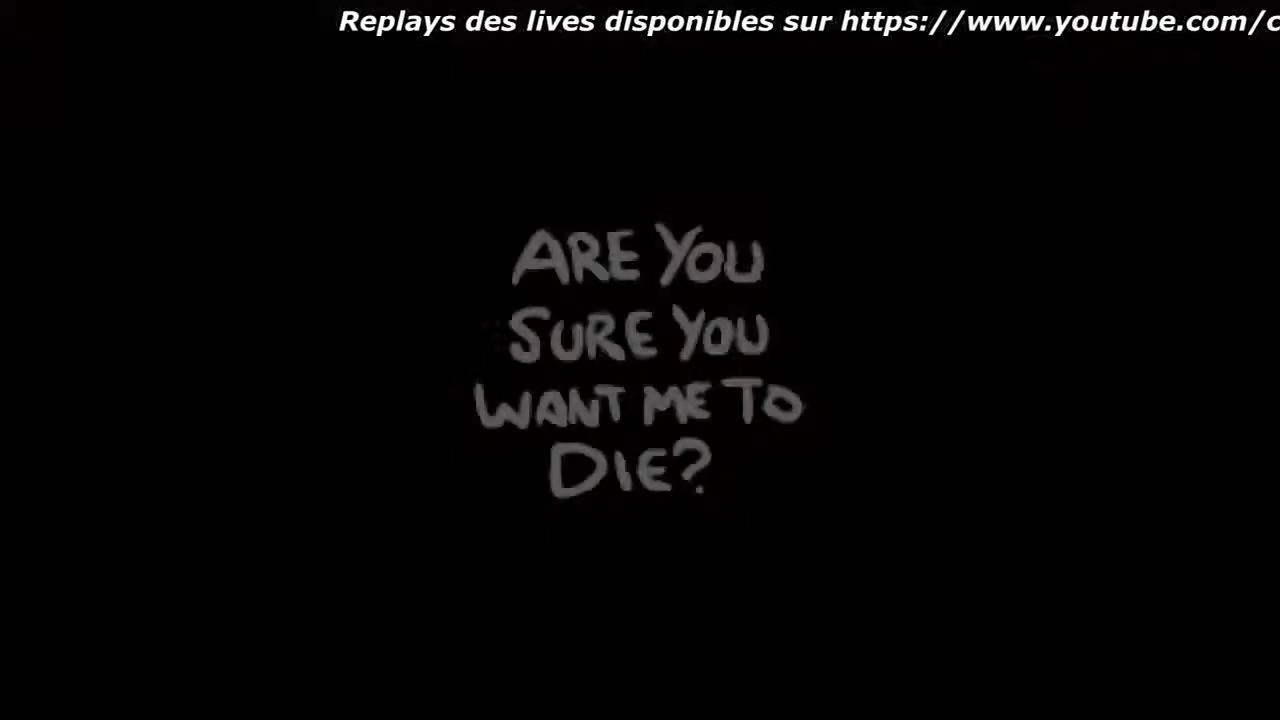 Replays des lives disponibles sur https://www.youtube.com/c
ARE YOU
SURE YOU
WANT ME TO
DIE?